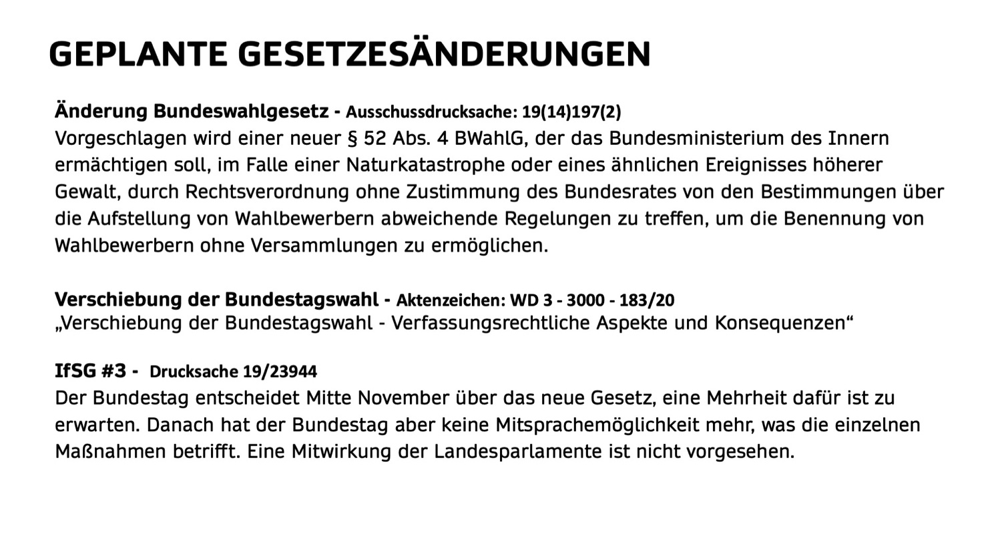 GEPLANTE GESETZESÄNDERUNGEN
Änderung Bundeswahlgesetz - Ausschussdrucksache: 19(14)197(2)
Vorgeschlagen wird einer neuer § 52 Abs. 4 BWahlG, der das Bundesministerium des Innern
ermächtigen soll, im Falle einer Naturkatastrophe oder eines ähnlichen Ereignisses höherer
Gewalt, durch Rechtsverordnung ohne Zustimmung des Bundesrates von den Bestimmungen über
die Aufstellung von Wahlbewerbern abweichende Regelungen zu treffen, um die Benennung von
Wahlbewerbern ohne Versammlungen zu ermöglichen.
Verschiebung der Bundestagswahl - Aktenzeichen: WD 3 - 3000 - 183/20
„Verschiebung der Bundestagswahl - Verfassungsrechtliche Aspekte und Konsequenzen“
IfSG #3 - Drucksache 19/23944
Der Bundestag entscheidet Mitte November über das neue Gesetz, eine Mehrheit dafür ist zu
erwarten. Danach hat der Bundestag aber keine Mitsprachemöglichkeit mehr, was die einzelnen
Maßnahmen betrifft. Eine Mitwirkung der Landesparlamente ist nicht vorgesehen.